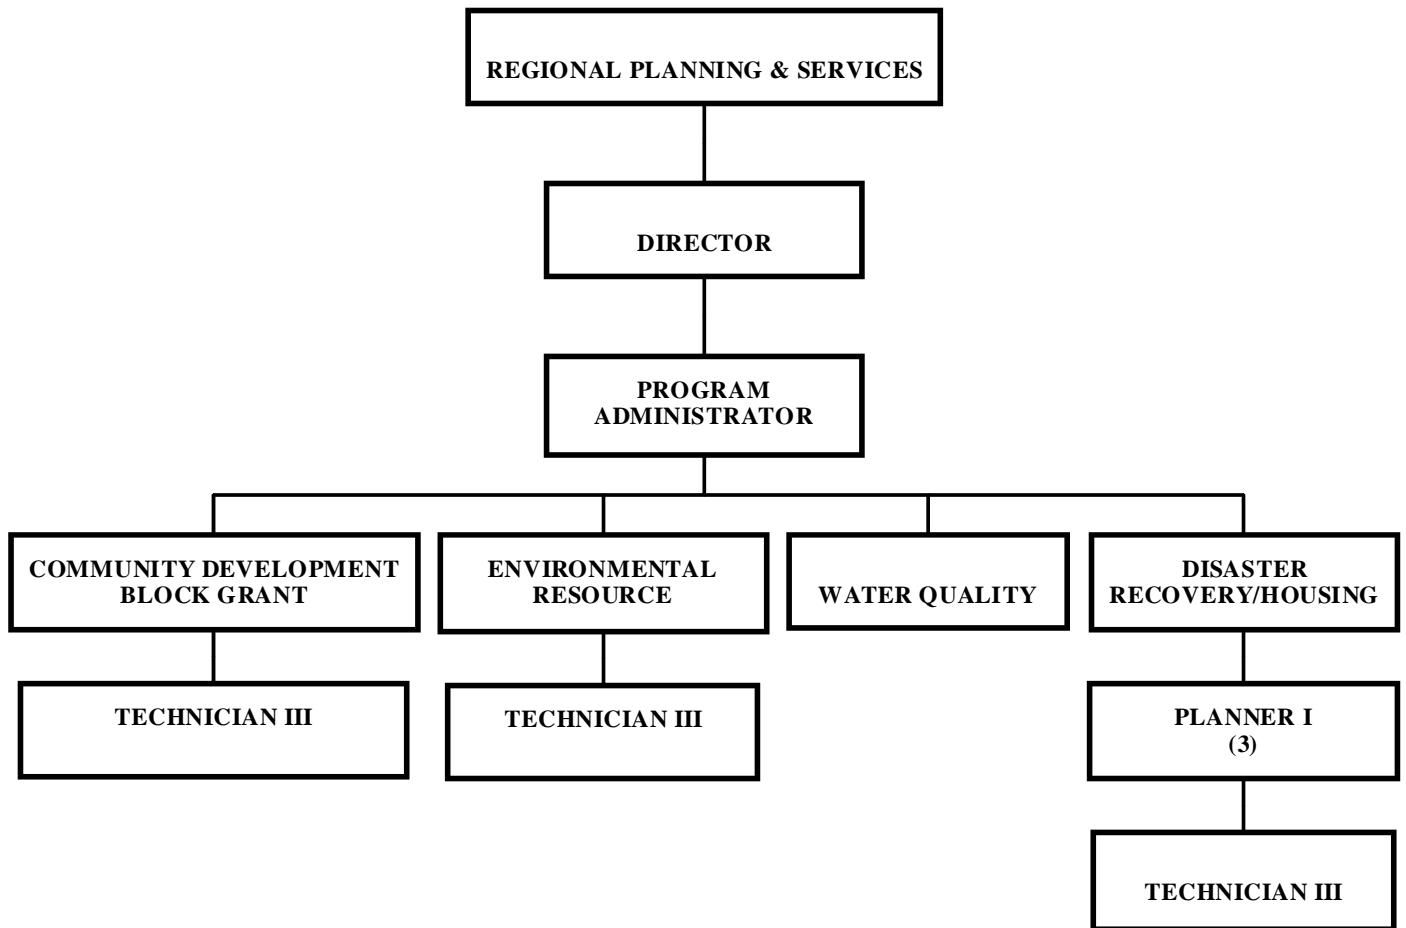 REGIONAL PLANNING & SERVICES
DIRECTOR
PROGRAM
ADMINISTRATOR
COMMUNITY DEVELOPMENT
BLOCK GRANT
ENVIRONMENTAL
RESOURCE
WATER QUALITY
DISASTER
RECOVERY/HOUSING
TECHNICIAN III
TECHNICIAN III
PLANNER I
(3)
TECHNICIAN III